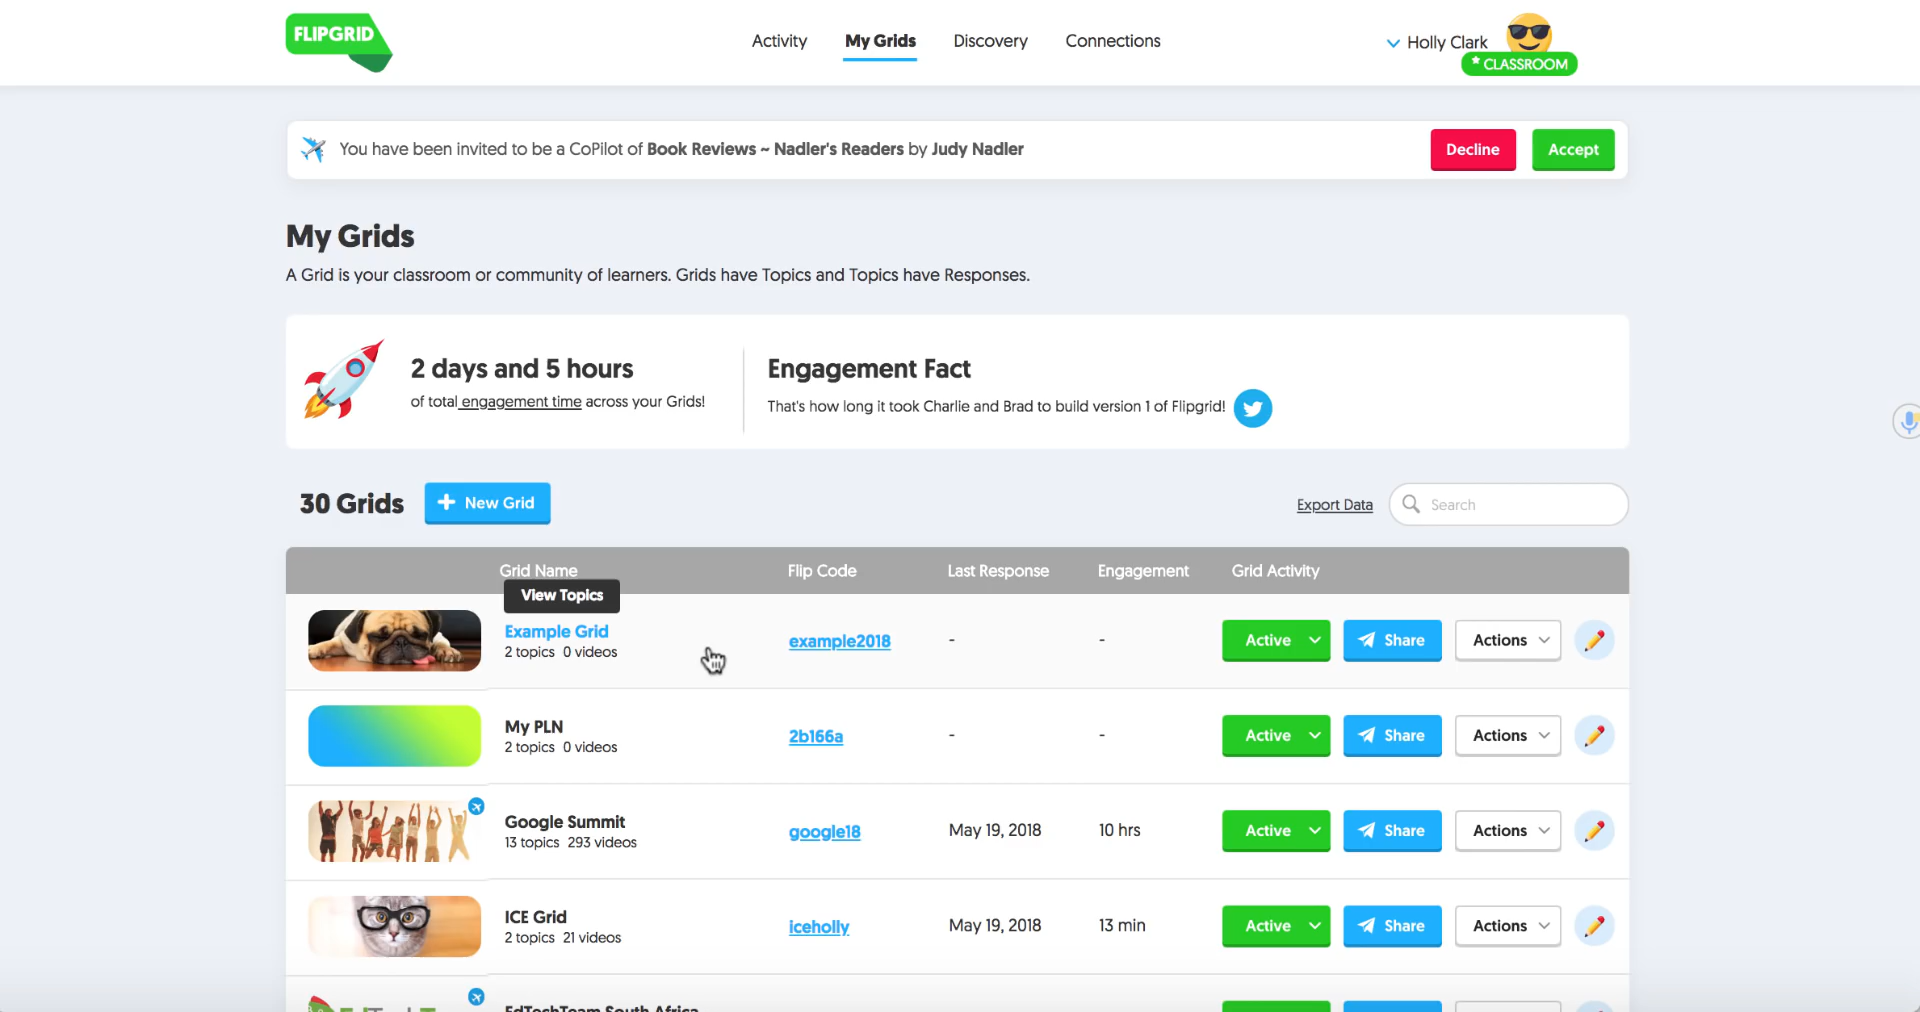 FLIPGRID
Activity My Grids Discovery Connections
Holly Clark
* CLASSROOM
You have been invited to be a CoPilot of Book Reviews ~ Nadler's Readers by Judy Nadler
Decline Accept
My Grids
A Grid is your classroom or community of learners. Grids have Topics and Topics have Responses.
2 days and 5 hours
of total engagement time across your Grids!
Engagement Fact
That's how long it took Charlie and Brad to build version 1 of Flipgrid!
30 Grids + New Grid Export Data Search
Grid Name Flip Code Last Response Engagement Grid Activity
View Topics
Example Grid
2 topics 0 videos
example2018 - - Active Share Actions
My PLN
2 topics 0 videos
2b166a - - Active Share Actions
Google Summit
13 topics 293 videos
google18 May 19, 2018 10 hrs Active Share Actions
ICE Grid
2 topics 21 videos
iceholly May 19, 2018 13 min Active Share Actions
EdTechTeam South Africa